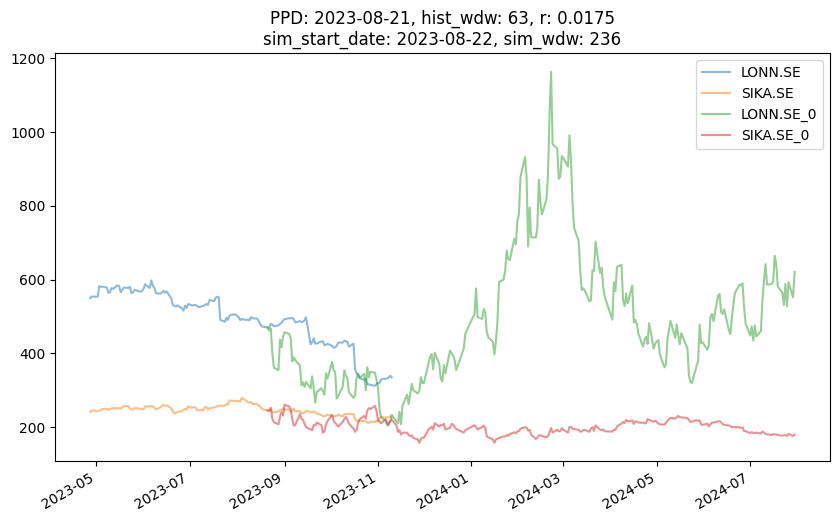 PPD: 2023-08-21, hist_wdw: 63, r: 0.0175
sim_start_date: 2023-08-22, sim_wdw: 236
1200
1000
800
600
400
200
LONN.SE
SIKA.SE
LONN.SE_0
SIKA.SE_0
2023-05
2023-07
2023-09
2023-11
2024-01
2024-03
2024-05
2024-07